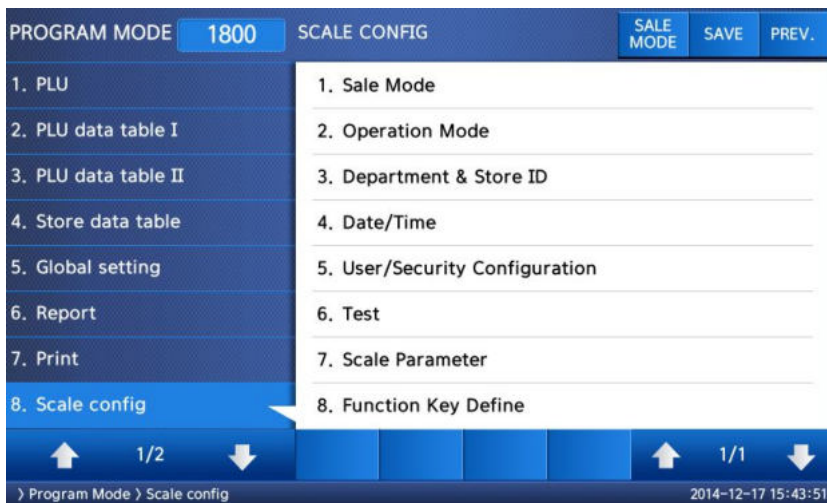 PROGRAM MODE 1800 SCALE CONFIG SALE MODE SAVE PREV.
1. PLU
2. PLU data table I
3. PLU data table II
4. Store data table
5. Global setting
6. Report
7. Print
8. Scale config
1. Sale Mode
2. Operation Mode
3. Department & Store ID
4. Date/Time
5. User/Security Configuration
6. Test
7. Scale Parameter
8. Function Key Define
1/2
1/1
> Program Mode > Scale config 2014-12-17 15:43:51